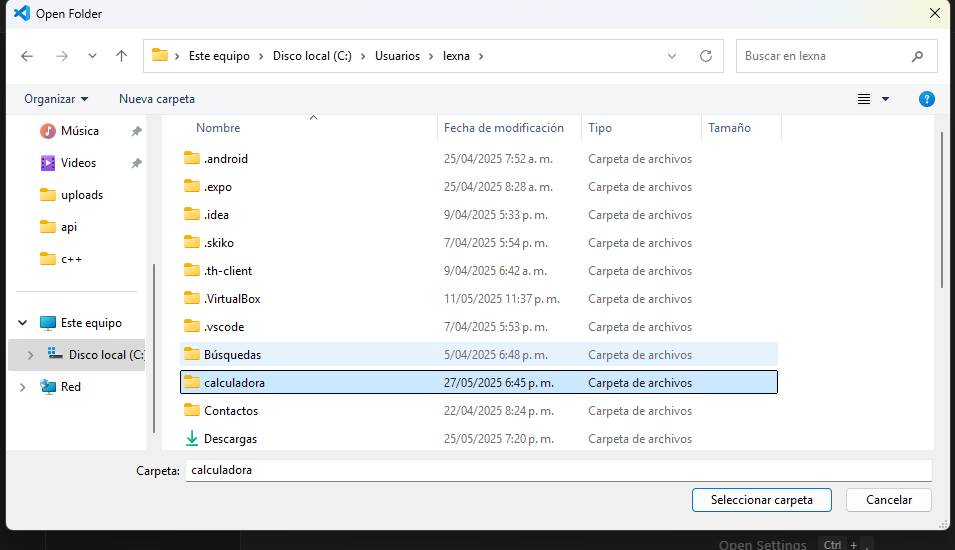 Open Folder
Este equipo > Disco local (C:) > Usuarios > lexna >
Buscar en lexna
Organizar
Nueva carpeta
Música
Videos
uploads
api
c++
Este equipo
Disco local (C:
Red
Nombre Fecha de modificación Tipo Tamaño
.android 25/04/2025 7:52 a. m. Carpeta de archivos
.expo 25/04/2025 8:28 a. m. Carpeta de archivos
.idea 9/04/2025 5:33 p. m. Carpeta de archivos
.skiko 7/04/2025 5:54 p. m. Carpeta de archivos
.th-client 9/04/2025 6:42 a. m. Carpeta de archivos
.VirtualBox 11/05/2025 11:37 p. m. Carpeta de archivos
.vscode 7/04/2025 5:53 p. m. Carpeta de archivos
Búsquedas 5/04/2025 6:48 p. m. Carpeta de archivos
calculadora 27/05/2025 6:45 p. m. Carpeta de archivos
Contactos 22/04/2025 8:24 p. m. Carpeta de archivos
Descargas 25/05/2025 7:20 p. m. Carpeta de archivos
Carpeta: calculadora
Seleccionar carpeta
Cancelar
Open Settings Ctrl + ,